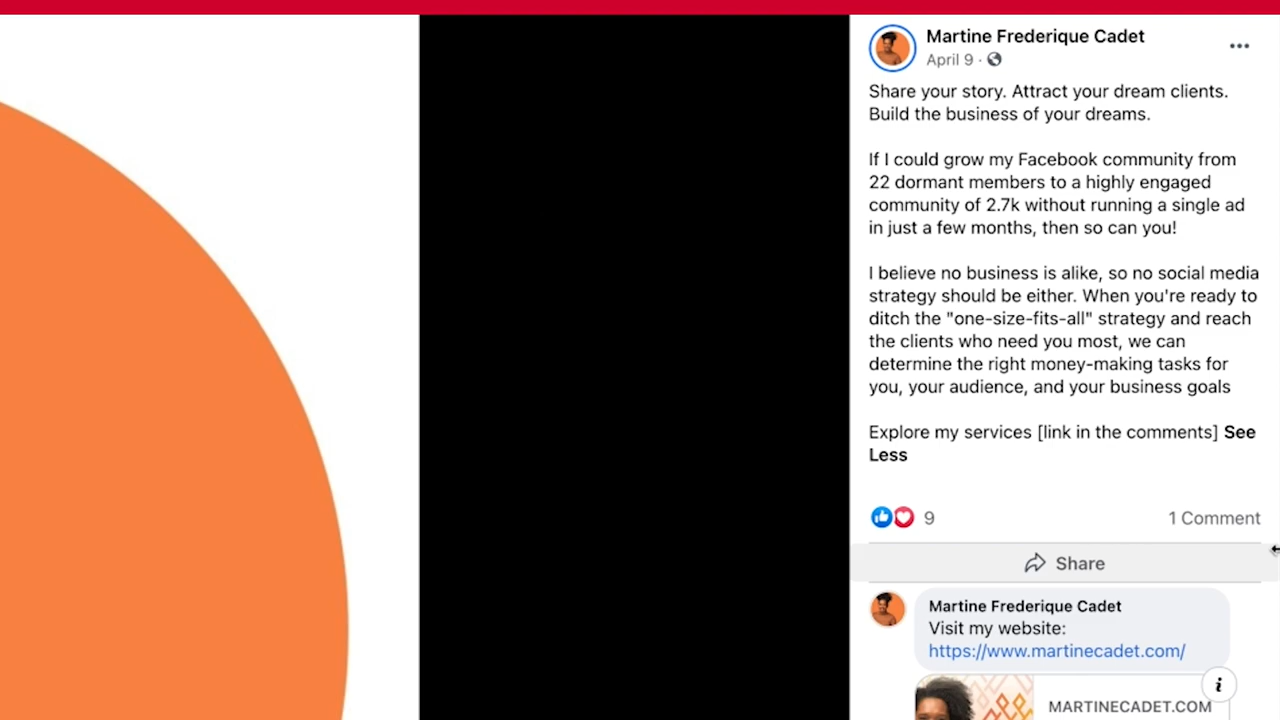 Martine Frederique Cadet
April 9 ·
Share your story. Attract your dream clients.
Build the business of your dreams.
If I could grow my Facebook community from
22 dormant members to a highly engaged
community of 2.7k without running a single ad
in just a few months, then so can you!
I believe no business is alike, so no social media
strategy should be either. When you're ready to
ditch the "one-size-fits-all" strategy and reach
the clients who need you most, we can
determine the right money-making tasks for
you, your audience, and your business goals
Explore my services [link in the comments] See
Less
9
1 Comment
Share
Martine Frederique Cadet
Visit my website:
https://www.martinecadet.com/
MARTINECADET.COM